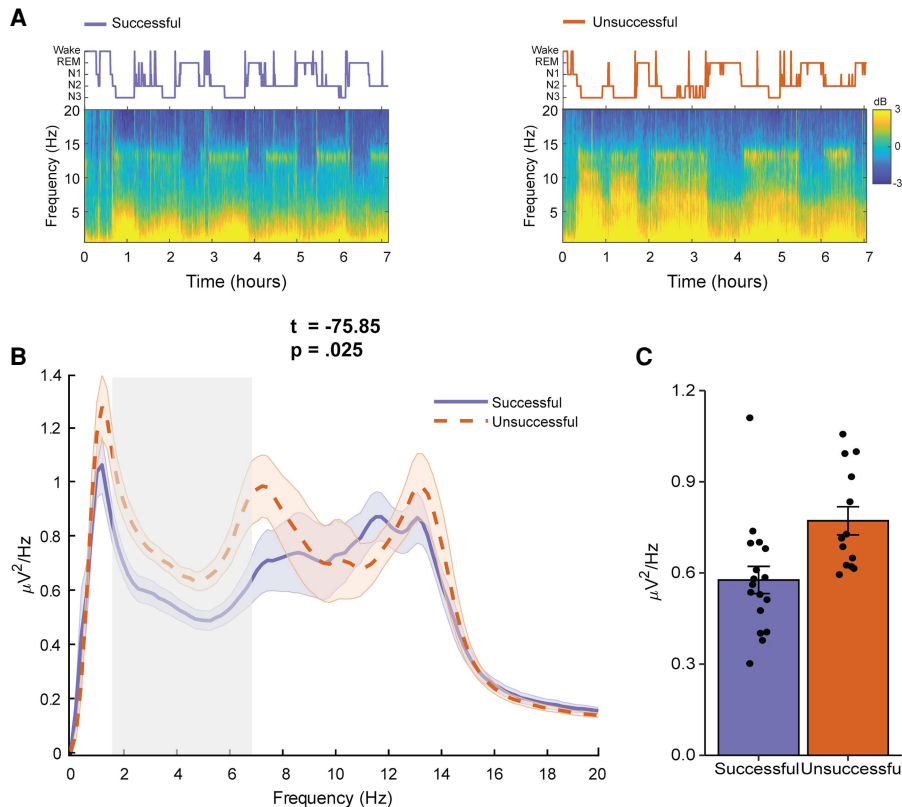 A
Successful
Unsuccessful
Wake
REM
N1
N2
N3
20
15
10
5
Frequency (Hz)
0 1 2 3 4 5 6 7
Time (hours)
Wake
REM
N1
N2
N3
20
15
10
5
Frequency (Hz)
0 1 2 3 4 5 6 7
Time (hours)
dB
3
-3
t = -75.85
p = .025
B
1.4
1.2
1
0.8
0.6
0.4
0.2
0
μV²/Hz
Successful
Unsuccessful
0 2 4 6 8 10 12 14 16 18 20
Frequency (Hz)
C
1.2
0.9
0.6
0.3
0.0
μV²/Hz
Successful Unsuccessfu